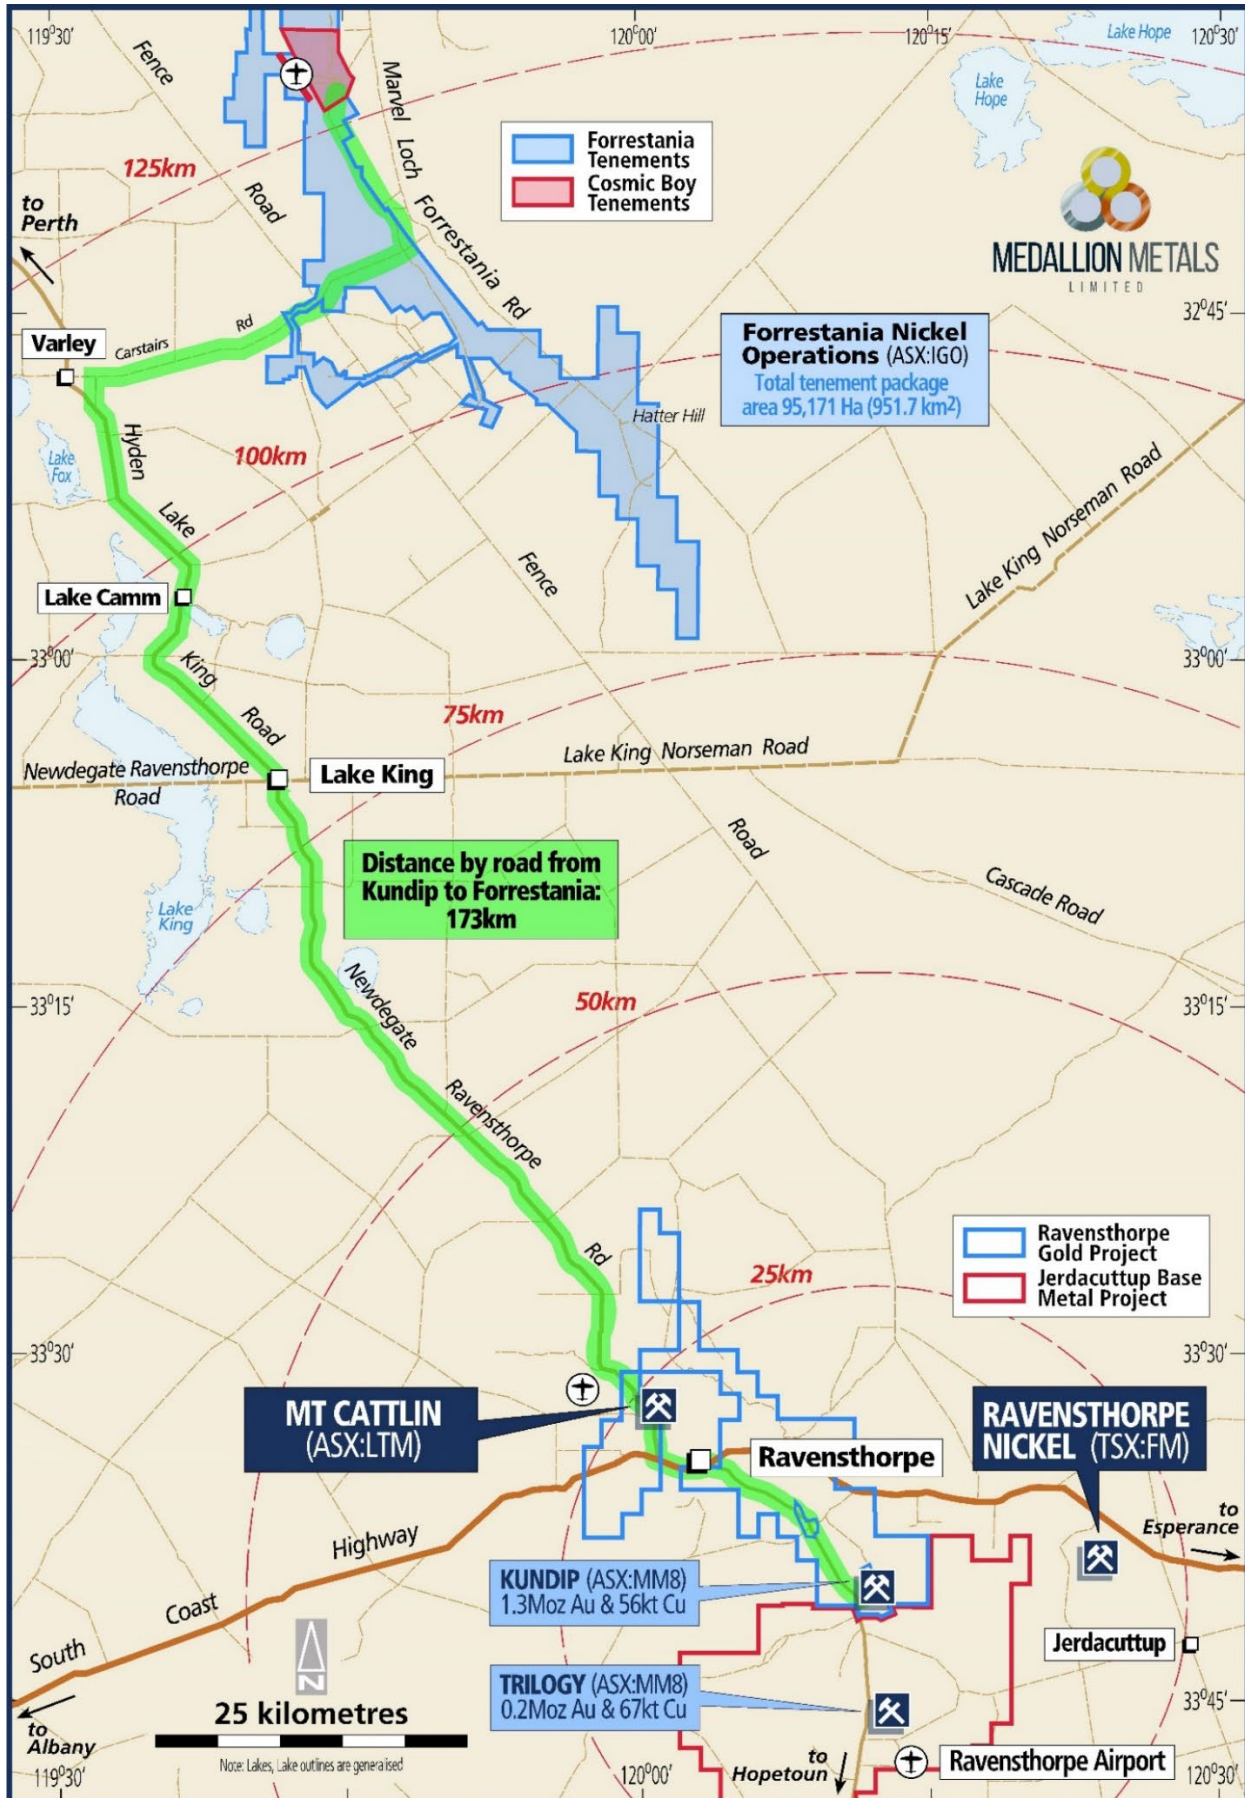 119°30'
120°00'
120°15'
120°30'
Lake Hope
Lake
Hope
Fence
Road
Marvel Loch Forrestania Rd
125km
Forrestania
Tenements
Cosmic Boy
Tenements
MEDALLION METALS
LIMITED
to
Perth
32°45'
Varley
Carstairs Rd
Forrestania Nickel
Operations (ASX:IGO)
Total tenement package
area 95,171 Ha (951.7 km²)
Hatter Hill
Hyden
Lake
King
Road
Lake
Fox
100km
Lake King Norseman Road
Fence
Road
Lake Camm
33°00'
33°00'
75km
Newdegate Ravensthorpe
Road
Lake King
Lake King Norseman Road
Distance by road from
Kundip to Forrestania:
173km
Cascade Road
Lake
King
33°15'
33°15'
Newdegate
Ravensthorpe
Rd
50km
Ravensthorpe
Gold Project
Jerdacuttup Base
Metal Project
25km
33°30'
33°30'
MT CATTLIN
(ASX:LTM)
RAVENSTHORPE
NICKEL (TSX:FM)
Ravensthorpe
to
Esperance
South Coast Highway
KUNDIP (ASX:MM8)
1.3Moz Au & 56kt Cu
Jerdacuttup
N
TRILOGY (ASX:MM8)
0.2Moz Au & 67kt Cu
33°45'
25 kilometres
Note: Lakes, Lake outlines are generalised
to
Albany
to
Hopetoun
Ravensthorpe Airport
119°30'
120°00'
120°30'